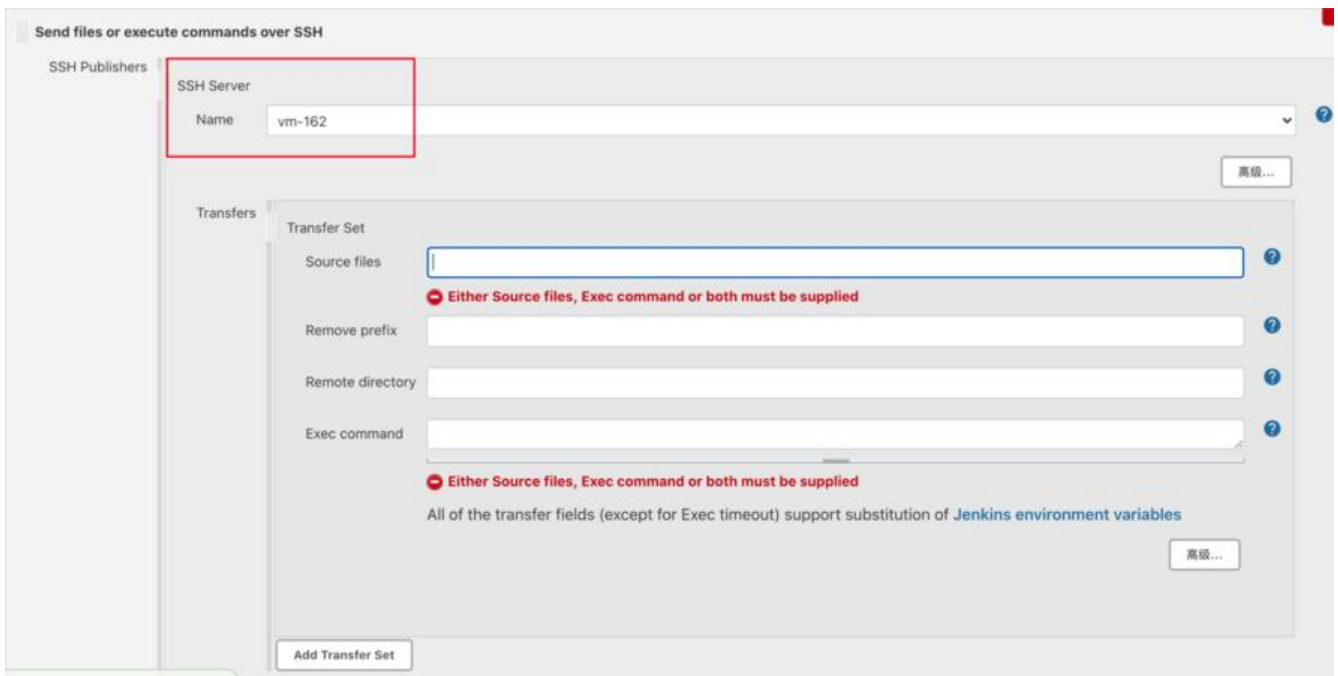 Send files or execute commands over SSH
SSH Publishers
SSH Server
Name vm-162
高级...
Transfers
Transfer Set
Source files
Either Source files, Exec command or both must be supplied
Remove prefix
Remote directory
Exec command
Either Source files, Exec command or both must be supplied
All of the transfer fields (except for Exec timeout) support substitution of Jenkins environment variables
高级...
Add Transfer Set